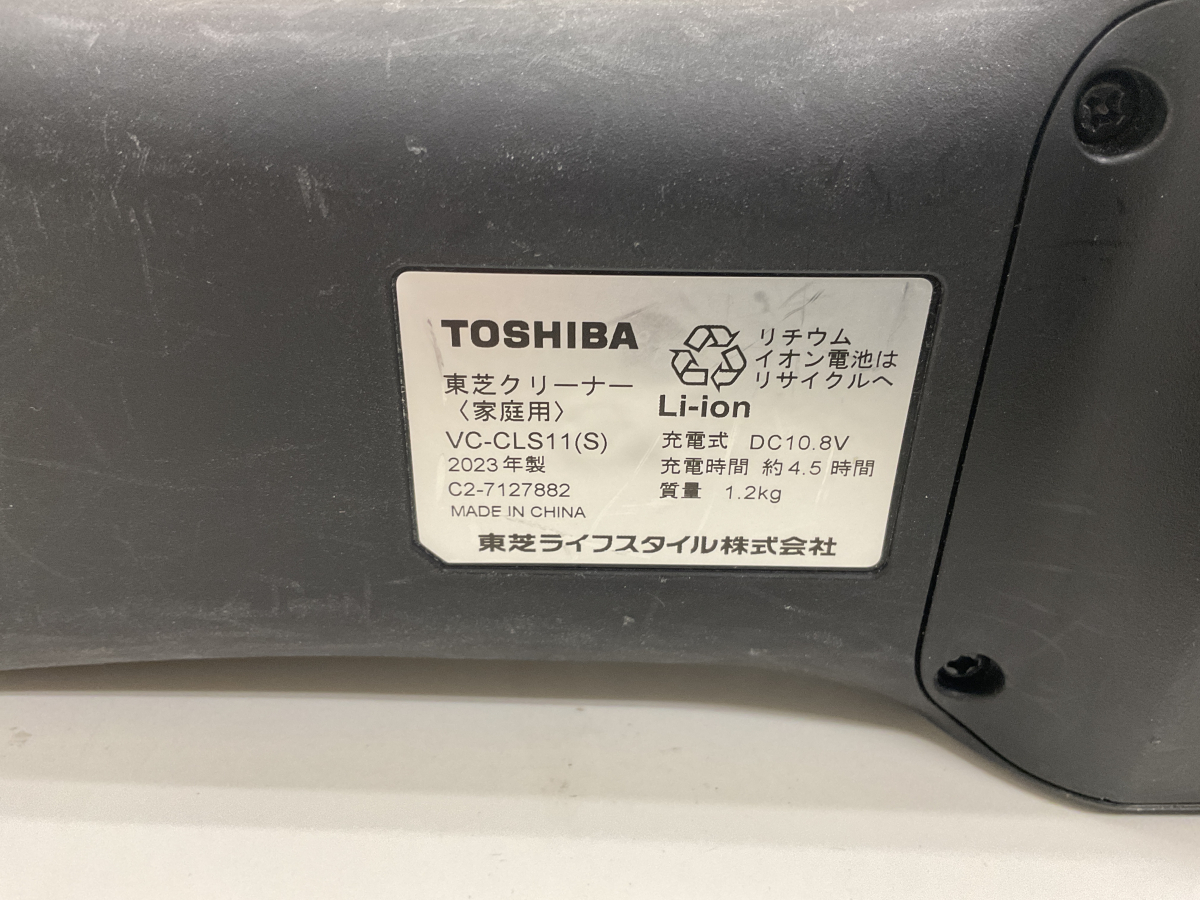 TOSHIBA
東芝クリーナー
〈家庭用〉
VC-CLS11(S)
2023年製
C2-7127882
MADE IN CHINA
リチウム
イオン電池は
リサイクルへ
Li-ion
充電式 DC10.8V
充電時間 約4.5時間
質量 1.2kg
東芝ライフスタイル株式会社